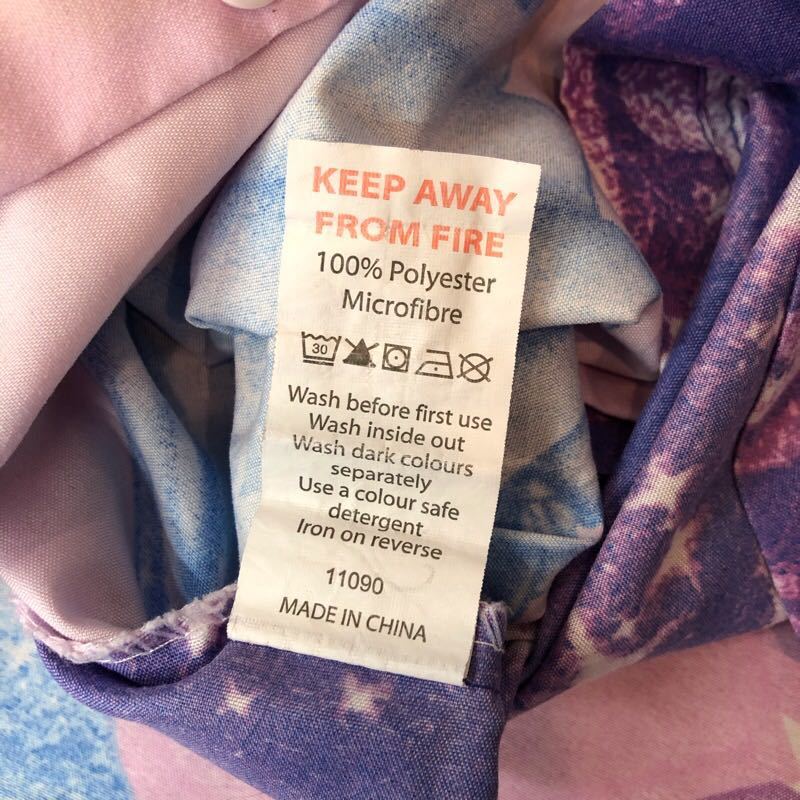 KEEP AWAY
FROM FIRE
100% Polyester
Microfibre
30
Wash before first use
Wash inside out
Wash dark colours
separately
Use a colour safe
detergent
Iron on reverse
11090
MADE IN CHINA